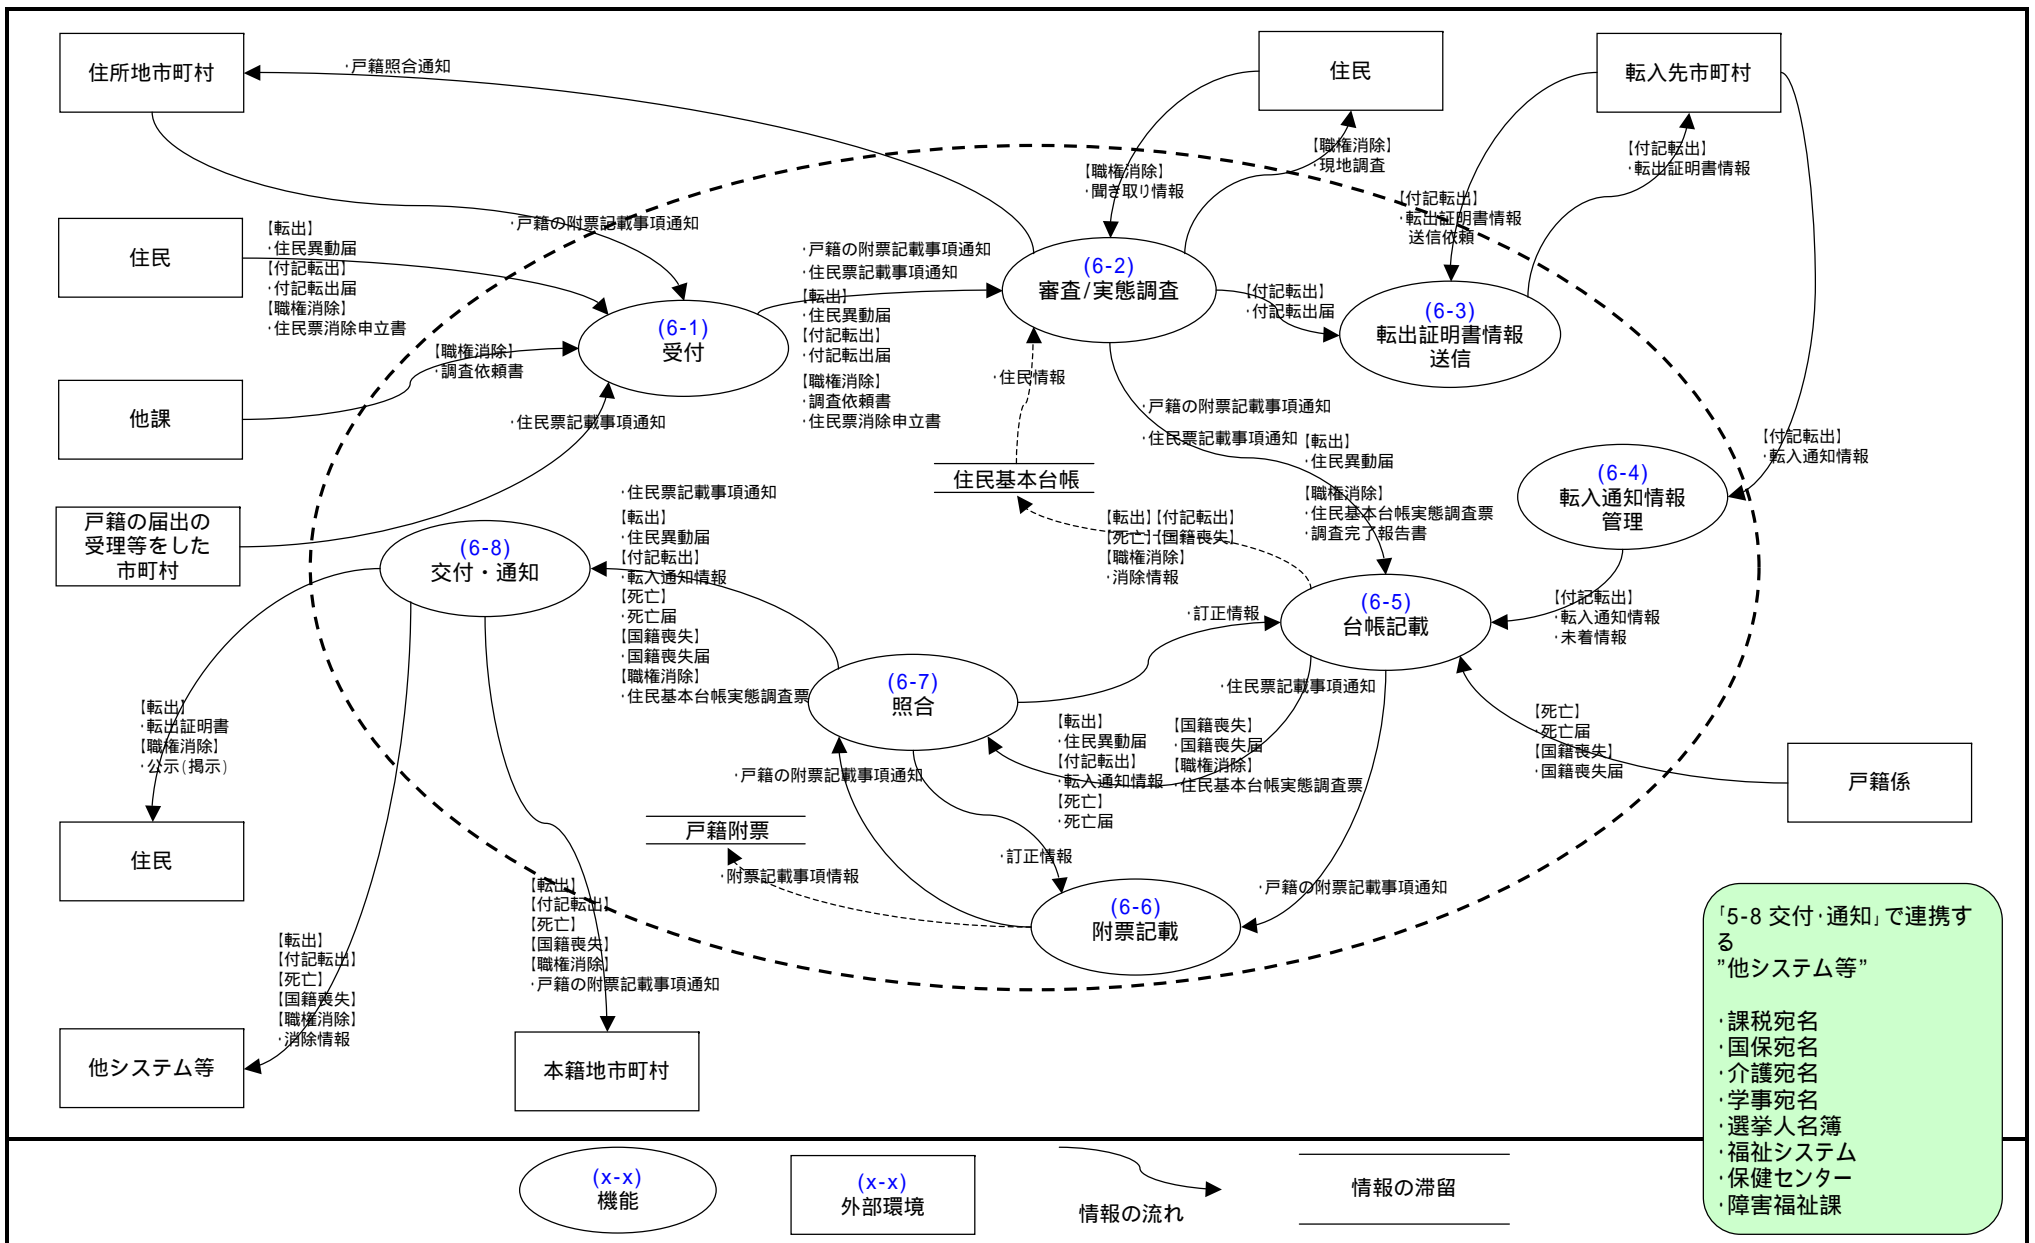 住所地市町村
・戸籍照合通知
住民
転入先市町村
【職権消除】
・現地調査
【付記転出】
・転出証明書情報
【職権消除】
・聞き取り情報
【付記転出】
・転出証明書情報
送信依頼
・戸籍の附票記載事項通知
住民
【転出】
・住民異動届
【付記転出】
・付記転出届
【職権消除】
・住民票消除申立書
・戸籍の附票記載事項通知
・住民票記載事項通知
【転出】
・住民異動届
【付記転出】
・付記転出届
【職権消除】
・調査依頼書
・住民票消除申立書
(6-1)
受付
(6-2)
審査/実態調査
【付記転出】
・付記転出届
(6-3)
転出証明書情報
送信
【職権消除】
・調査依頼書
他課
・住民票記載事項通知
・住民情報
・戸籍の附票記載事項通知
・住民票記載事項通知
【転出】
・住民異動届
【職権消除】
・住民基本台帳実態調査票
・調査完了報告書
【付記転出】
・転入通知情報
(6-4)
転入通知情報
管理
住民基本台帳
戸籍の届出の
受理等をした
市町村
【転出】【付記転出】
【死亡】【国籍喪失】
【職権消除】
・消除情報
・住民票記載事項通知
【転出】
・住民異動届
【付記転出】
・転入通知情報
【死亡】
・死亡届
【国籍喪失】
・国籍喪失届
【職権消除】
・住民基本台帳実態調査票
(6-8)
交付・通知
・訂正情報
(6-5)
台帳記載
【付記転出】
・転入通知情報
・未着情報
(6-7)
照合
・住民票記載事項通知
【転出】
・住民異動届
【付記転出】
・転入通知情報
【死亡】
・死亡届
【国籍喪失】
・国籍喪失届
【職権消除】
・住民基本台帳実態調査票
【死亡】
・死亡届
【国籍喪失】
・国籍喪失届
戸籍係
【転出】
・転出証明書
【職権消除】
・公示(掲示)
・戸籍の附票記載事項通知
戸籍附票
・附票記載事項情報
・訂正情報
・戸籍の附票記載事項通知
住民
(6-6)
附票記載
【転出】
【付記転出】
【死亡】
【国籍喪失】
【職権消除】
・戸籍の附票記載事項通知
【転出】
【付記転出】
【死亡】
【国籍喪失】
【職権消除】
・消除情報
他システム等
本籍地市町村
「5-8 交付・通知」で連携す
る
”他システム等”
・課税宛名
・国保宛名
・介護宛名
・学事宛名
・選挙人名簿
・福祉システム
・保健センター
・障害福祉課
(x-x)
機能
(x-x)
外部環境
情報の流れ
情報の滞留